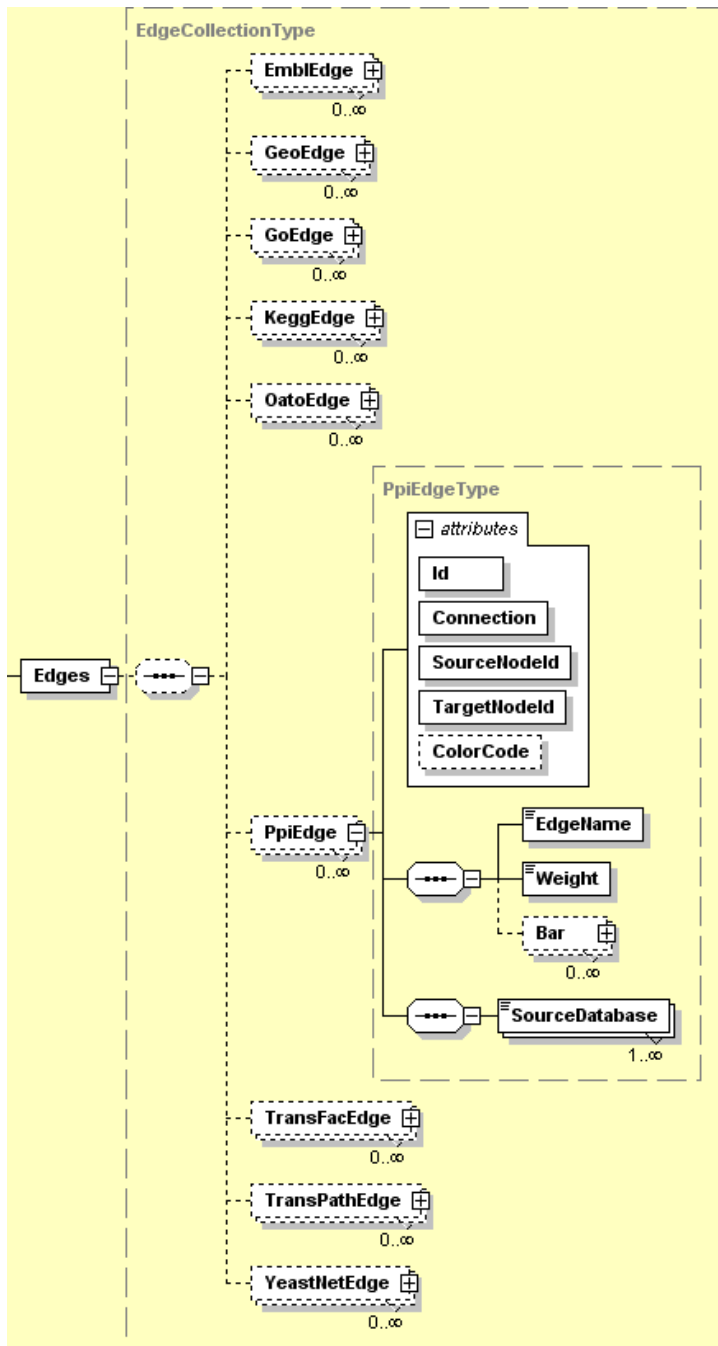 EdgeCollectionType
EmblEdge
0..∞
GeoEdge
0..∞
GoEdge
0..∞
KeggEdge
0..∞
OatoEdge
0..∞
PpiEdgeType
attributes
Id
Connection
SourceNodeId
Edges
TargetNodeId
ColorCode
PpiEdge
0..∞
EdgeName
Weight
Bar
0..∞
SourceDatabase
1..∞
TransFacEdge
0..∞
TransPathEdge
0..∞
YeastNetEdge
0..∞